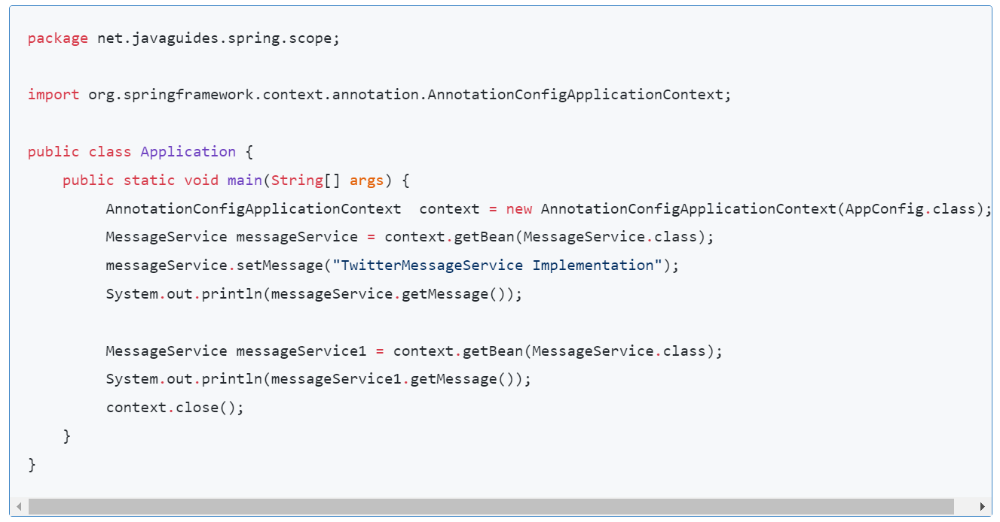 package net.javaguides.spring.scope;
import org.springframework.context.annotation.AnnotationConfigApplicationContext;
public class Application {
    public static void main(String[] args) {
         AnnotationConfigApplicationContext  context = new AnnotationConfigApplicationContext(AppConfig.class);
         MessageService messageService = context.getBean(MessageService.class);
         messageService.setMessage("TwitterMessageService Implementation");
         System.out.println(messageService.getMessage());
         MessageService messageService1 = context.getBean(MessageService.class);
         System.out.println(messageService1.getMessage());
         context.close();
    }
}